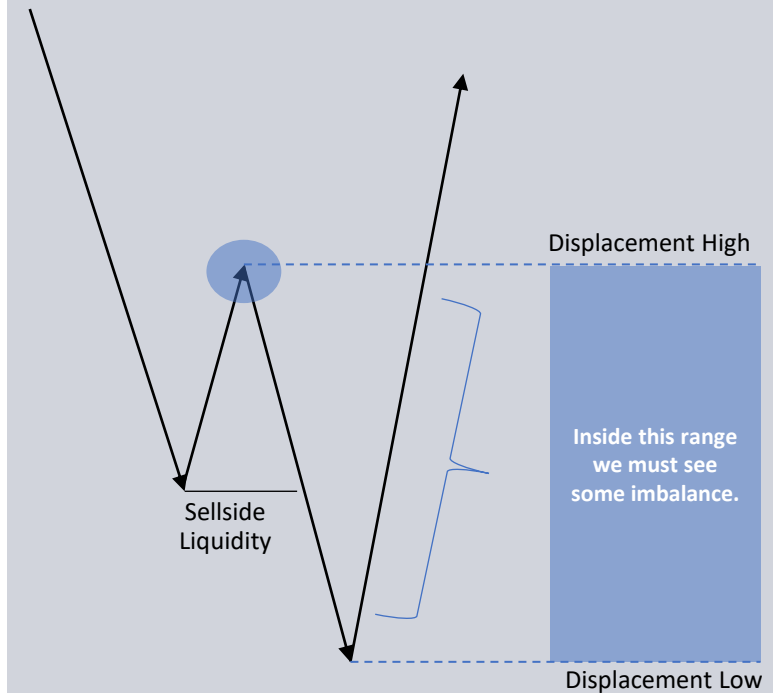 Displacement High
Inside this range
we must see
some imbalance.
Sellside
Liquidity
Displacement Low